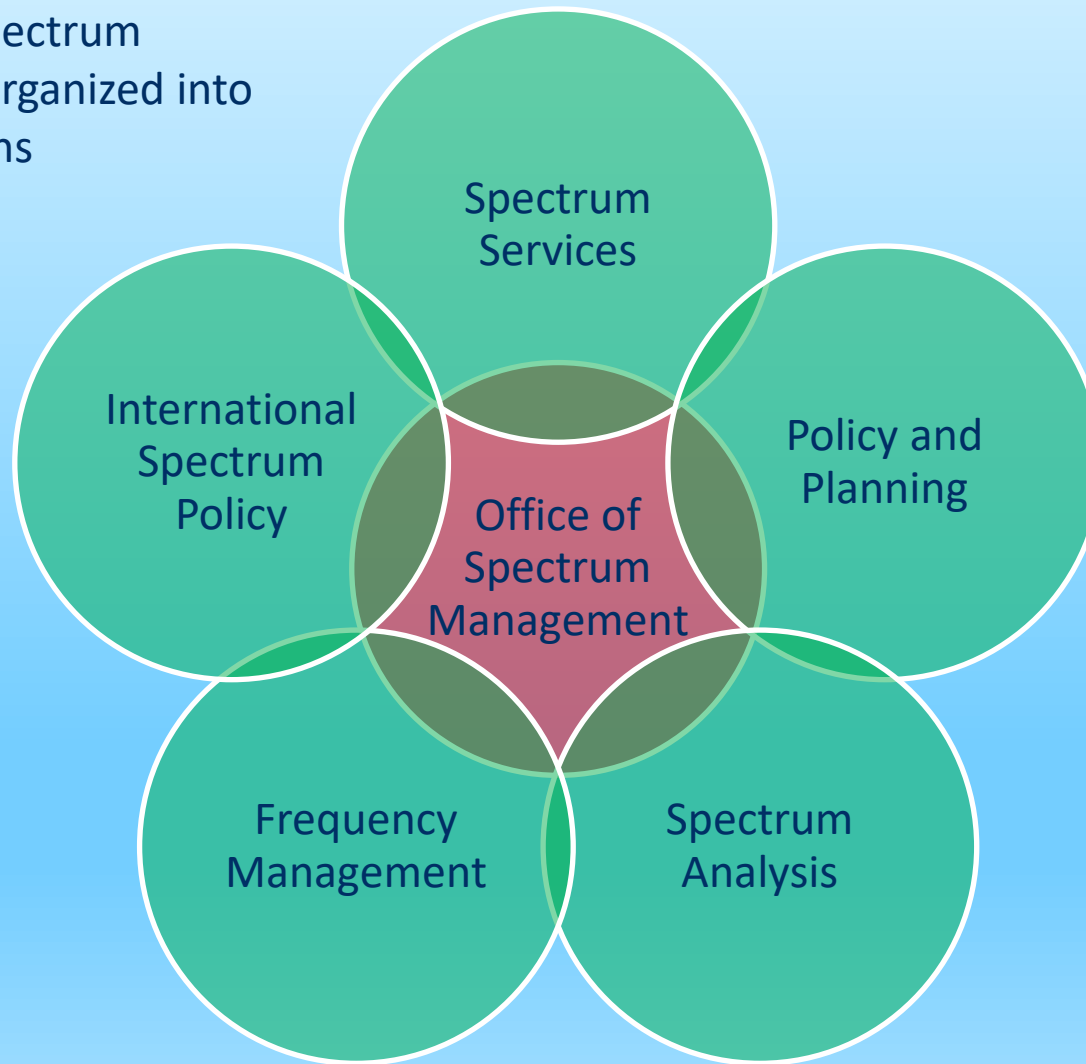 ectrum
rganized into
ns
Spectrum
Services
International
Spectrum
Policy
Policy and
Planning
Office of
Spectrum
Management
Frequency
Management
Spectrum
Analysis